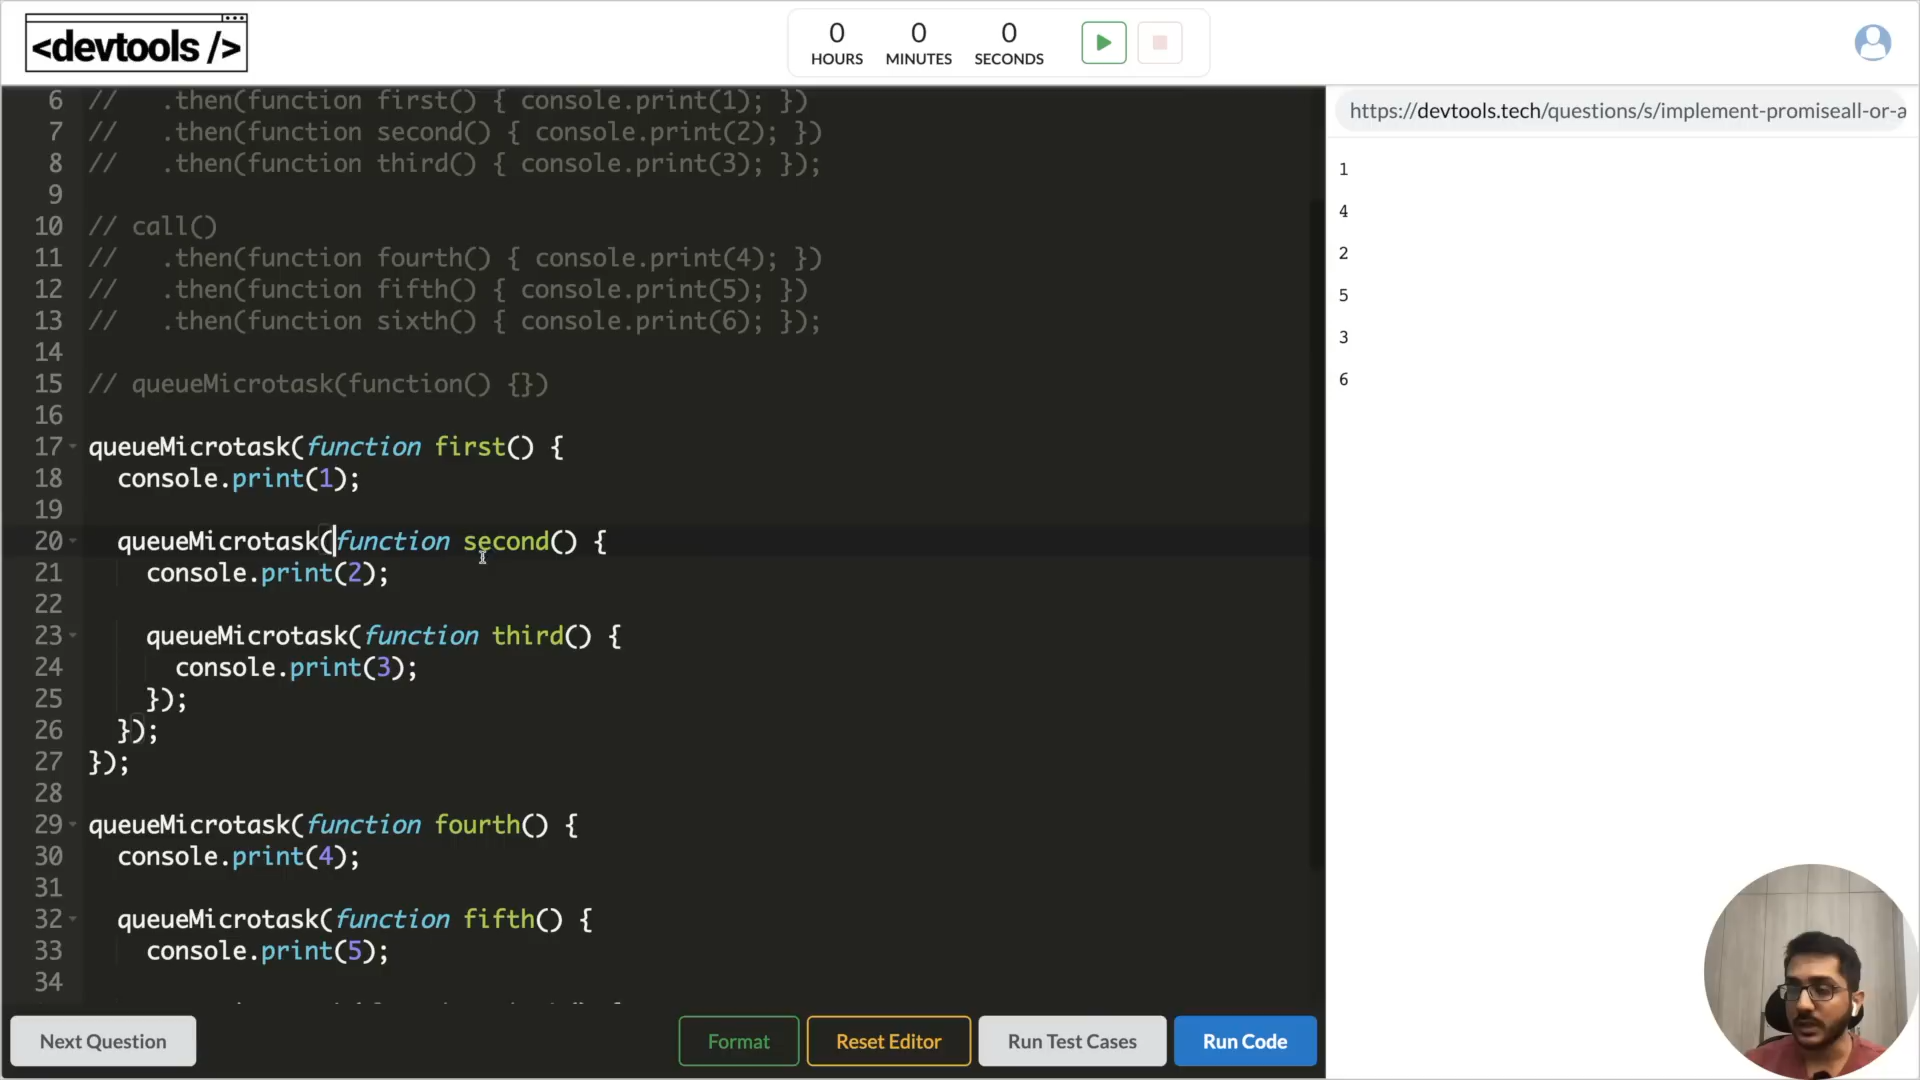 <devtools />
0 HOURS 0 MINUTES 0 SECONDS
https://devtools.tech/questions/s/implement-promiseall-or-a
6 //   .then(function first() { console.print(1); })
7 //   .then(function second() { console.print(2); })
8 //   .then(function third() { console.print(3); });
9
10 // call()
11 //   .then(function fourth() { console.print(4); })
12 //   .then(function fifth() { console.print(5); })
13 //   .then(function sixth() { console.print(6); });
14
15 // queueMicrotask(function() {})
16
17 queueMicrotask(function first() {
18   console.print(1);
19
20   queueMicrotask(function second() {
21     console.print(2);
22
23     queueMicrotask(function third() {
24       console.print(3);
25     });
26   });
27 });
28
29 queueMicrotask(function fourth() {
30   console.print(4);
31
32   queueMicrotask(function fifth() {
33     console.print(5);
34
1
4
2
5
3
6
Next Question
Format
Reset Editor
Run Test Cases
Run Code